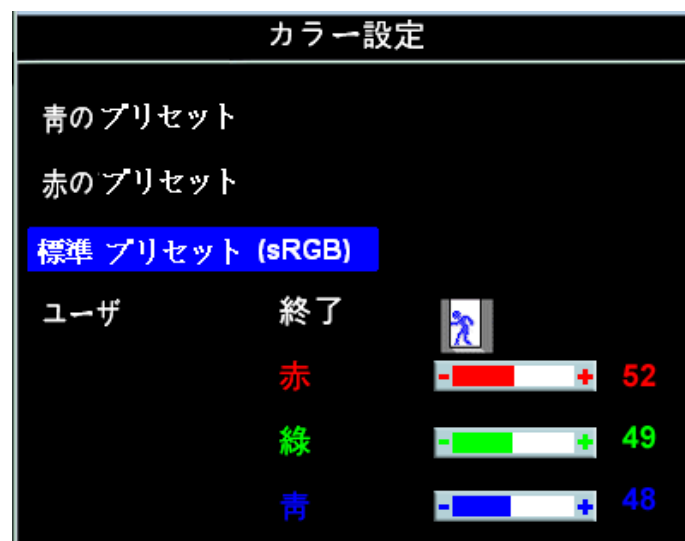 カラー設定
青のプリセット
赤のプリセット
標準 プリセット (sRGB)
ユーザ 終了
赤 - + 52
綠 - + 49
青 - + 48